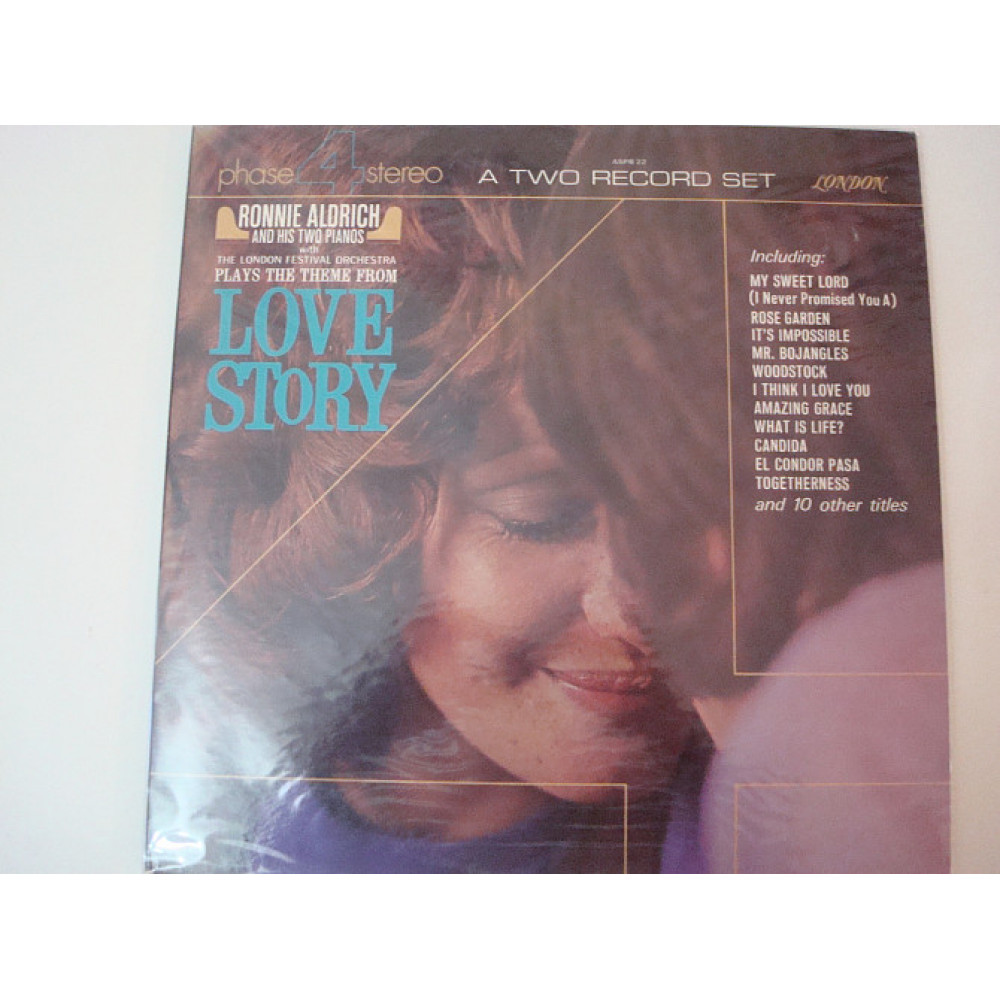 ASPB 22
phase 4 stereo A TWO RECORD SET LONDON
RONNIE ALDRICH
AND HIS TWO PIANOS
with
THE LONDON FESTIVAL ORCHESTRA
PLAYS THE THEME FROM
LOVE
STORY
Including:
MY SWEET LORD
(I Never Promised You A)
ROSE GARDEN
IT'S IMPOSSIBLE
MR. BOJANGLES
WOODSTOCK
I THINK I LOVE YOU
AMAZING GRACE
WHAT IS LIFE?
CANDIDA
EL CONDOR PASA
TOGETHERNESS
and 10 other titles